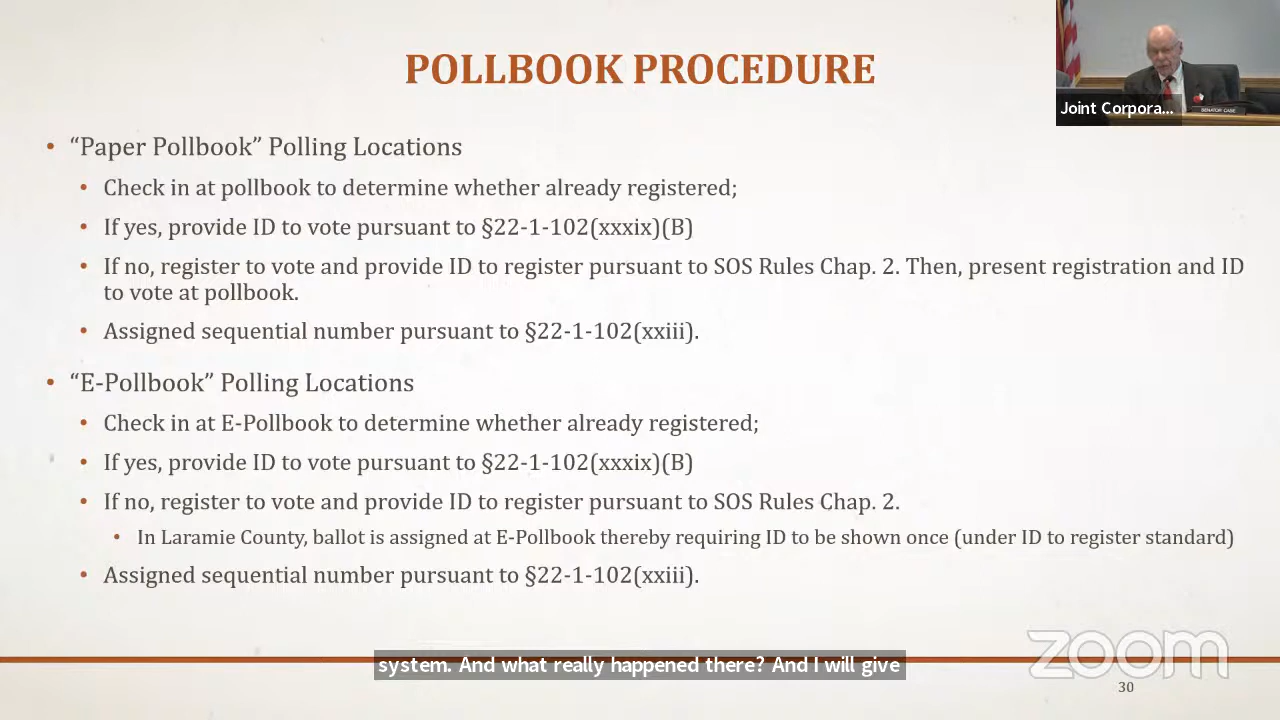 POLLBOOK PROCEDURE
Joint Corpora...
SENATOR CASE
• “Paper Pollbook” Polling Locations
• Check in at pollbook to determine whether already registered;
• If yes, provide ID to vote pursuant to §22-1-102(xxxix)(B)
• If no, register to vote and provide ID to register pursuant to SOS Rules Chap. 2. Then, present registration and ID
to vote at pollbook.
• Assigned sequential number pursuant to §22-1-102(xxiii).
• “E-Pollbook” Polling Locations
• Check in at E-Pollbook to determine whether already registered;
• If yes, provide ID to vote pursuant to §22-1-102(xxxix)(B)
• If no, register to vote and provide ID to register pursuant to SOS Rules Chap. 2.
• In Laramie County, ballot is assigned at E-Pollbook thereby requiring ID to be shown once (under ID to register standard)
• Assigned sequential number pursuant to §22-1-102(xxiii).
system. And what really happened there? And I will give
zoom
30